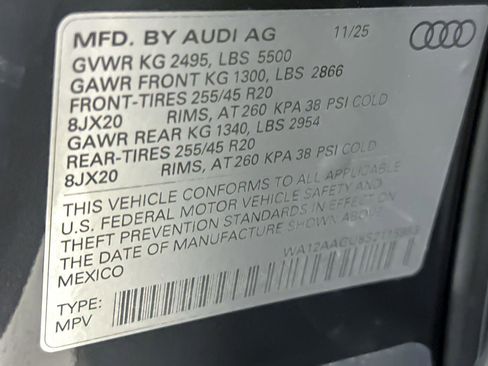 MFD. BY AUDI AG 11/25
GVWR KG 2495, LBS 5500
GAWR FRONT KG 1300, LBS 2866
FRONT-TIRES 255/45 R20
8JX20 RIMS, AT 260 KPA 38 PSI COLD
GAWR REAR KG 1340, LBS 2954
REAR-TIRES 255/45 R20
8JX20 RIMS, AT 260 KPA 38 PSI COLD
THIS VEHICLE CONFORMS TO ALL APPLICABLE
U.S. FEDERAL MOTOR VEHICLE SAFETY AND
THEFT PREVENTION STANDARDS IN EFFECT ON
THE DATE OF MANUFACTURE SHOWN ABOVE.
MEXICO
TYPE:
MPV